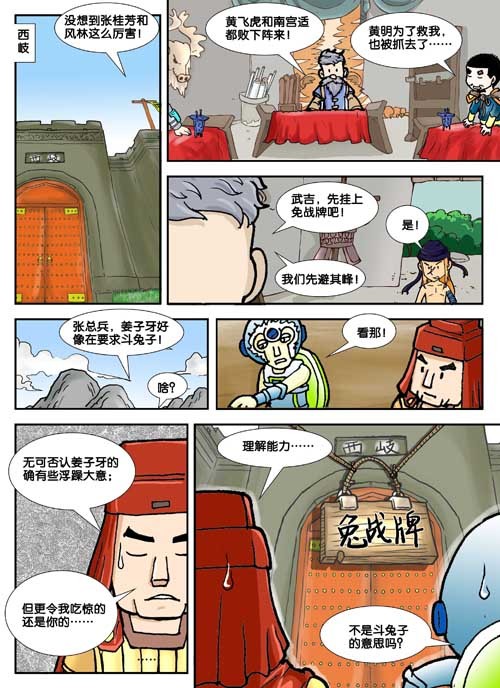 西岐
没想到张桂芳和
风林这么厉害！
西岐
黄飞虎和南宫适
都败下阵来！
黄明为了救我，
也被抓去了……
武吉，先挂上
免战牌吧！
我们先避其峰！
是！
张总兵，姜子牙好
像在要求斗兔子！
啥？
看那！
无可否认姜子牙的
确有些浮躁大意；
但更令我吃惊的
还是你的……
……
理解能力……
西岐
兔战牌
不是斗兔子
的意思吗？